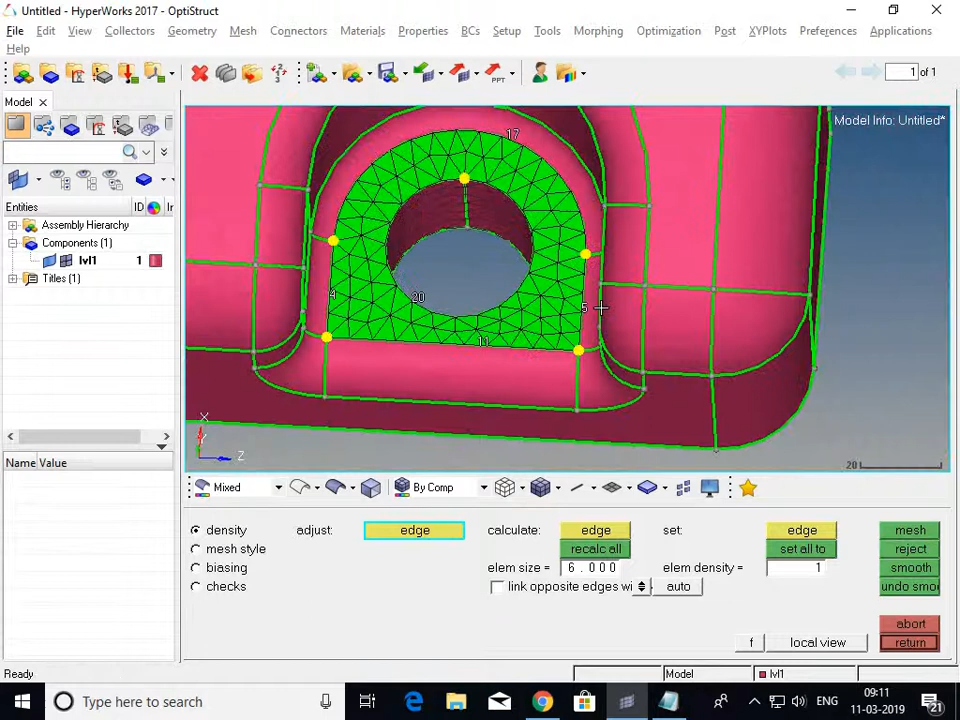 Untitled - HyperWorks 2017 - OptiStruct
File Edit View Collectors Geometry Mesh Connectors Materials Properties BCs Setup Tools Morphing Optimization Post XYPlots Preferences Applications
Help
1 2 3
PPT
1 of 1
Model
Model Info: Untitled*
Entities ID
Assembly Hierarchy
Components (1)
lvl1 1
Titles (1)
17
4
20
5
11
X
Y
Z
20
Name Value
Mixed
By Comp
density adjust: edge calculate: edge set: edge mesh
mesh style recalc all set all to reject
biasing elem size = 6.000 elem density = 1 smooth
checks link opposite edges wi auto undo smo
abort
f local view return
Ready Model lvl1
Type here to search
ENG
09:11
11-03-2019
21